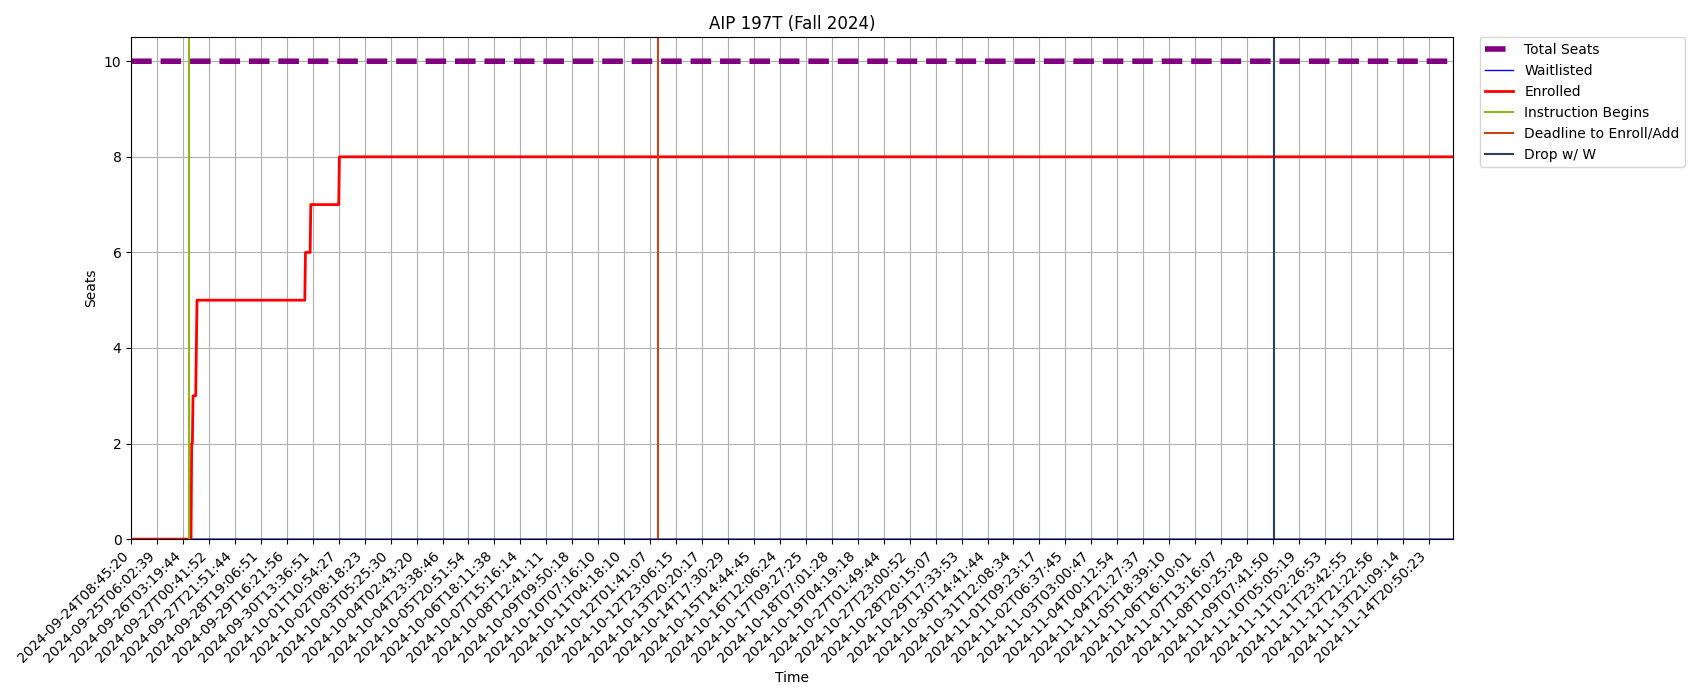 AIP 197T (Fall 2024)
Total Seats
Waitlisted
Enrolled
Instruction Begins
Deadline to Enroll/Add
Drop w/ W
Seats
10
8
6
4
2
0
2024-09-24T08:45:20
2024-09-25T06:02:39
2024-09-26T03:19:44
2024-09-27T00:41:52
2024-09-27T21:51:44
2024-09-28T19:06:51
2024-09-29T16:21:56
2024-09-30T13:36:51
2024-10-01T10:54:27
2024-10-02T08:18:23
2024-10-03T05:25:30
2024-10-04T02:43:20
2024-10-04T23:38:46
2024-10-05T20:51:54
2024-10-06T18:11:38
2024-10-07T15:16:14
2024-10-08T12:41:11
2024-10-09T09:50:18
2024-10-10T07:16:10
2024-10-11T04:18:10
2024-10-12T01:41:07
2024-10-12T23:06:15
2024-10-13T20:20:17
2024-10-14T17:30:29
2024-10-15T14:44:45
2024-10-16T12:06:24
2024-10-17T09:27:25
2024-10-18T07:01:28
2024-10-19T04:19:18
2024-10-27T01:49:44
2024-10-27T23:00:52
2024-10-28T20:15:07
2024-10-29T17:33:53
2024-10-30T14:41:44
2024-10-31T12:08:34
2024-11-01T09:23:17
2024-11-02T06:37:45
2024-11-03T03:00:47
2024-11-04T00:12:54
2024-11-04T21:27:37
2024-11-05T18:39:10
2024-11-06T16:10:01
2024-11-07T13:16:07
2024-11-08T10:25:28
2024-11-09T07:41:50
2024-11-10T05:05:19
2024-11-11T02:26:53
2024-11-11T23:42:55
2024-11-12T21:22:56
2024-11-13T21:09:14
2024-11-14T20:50:23
Time